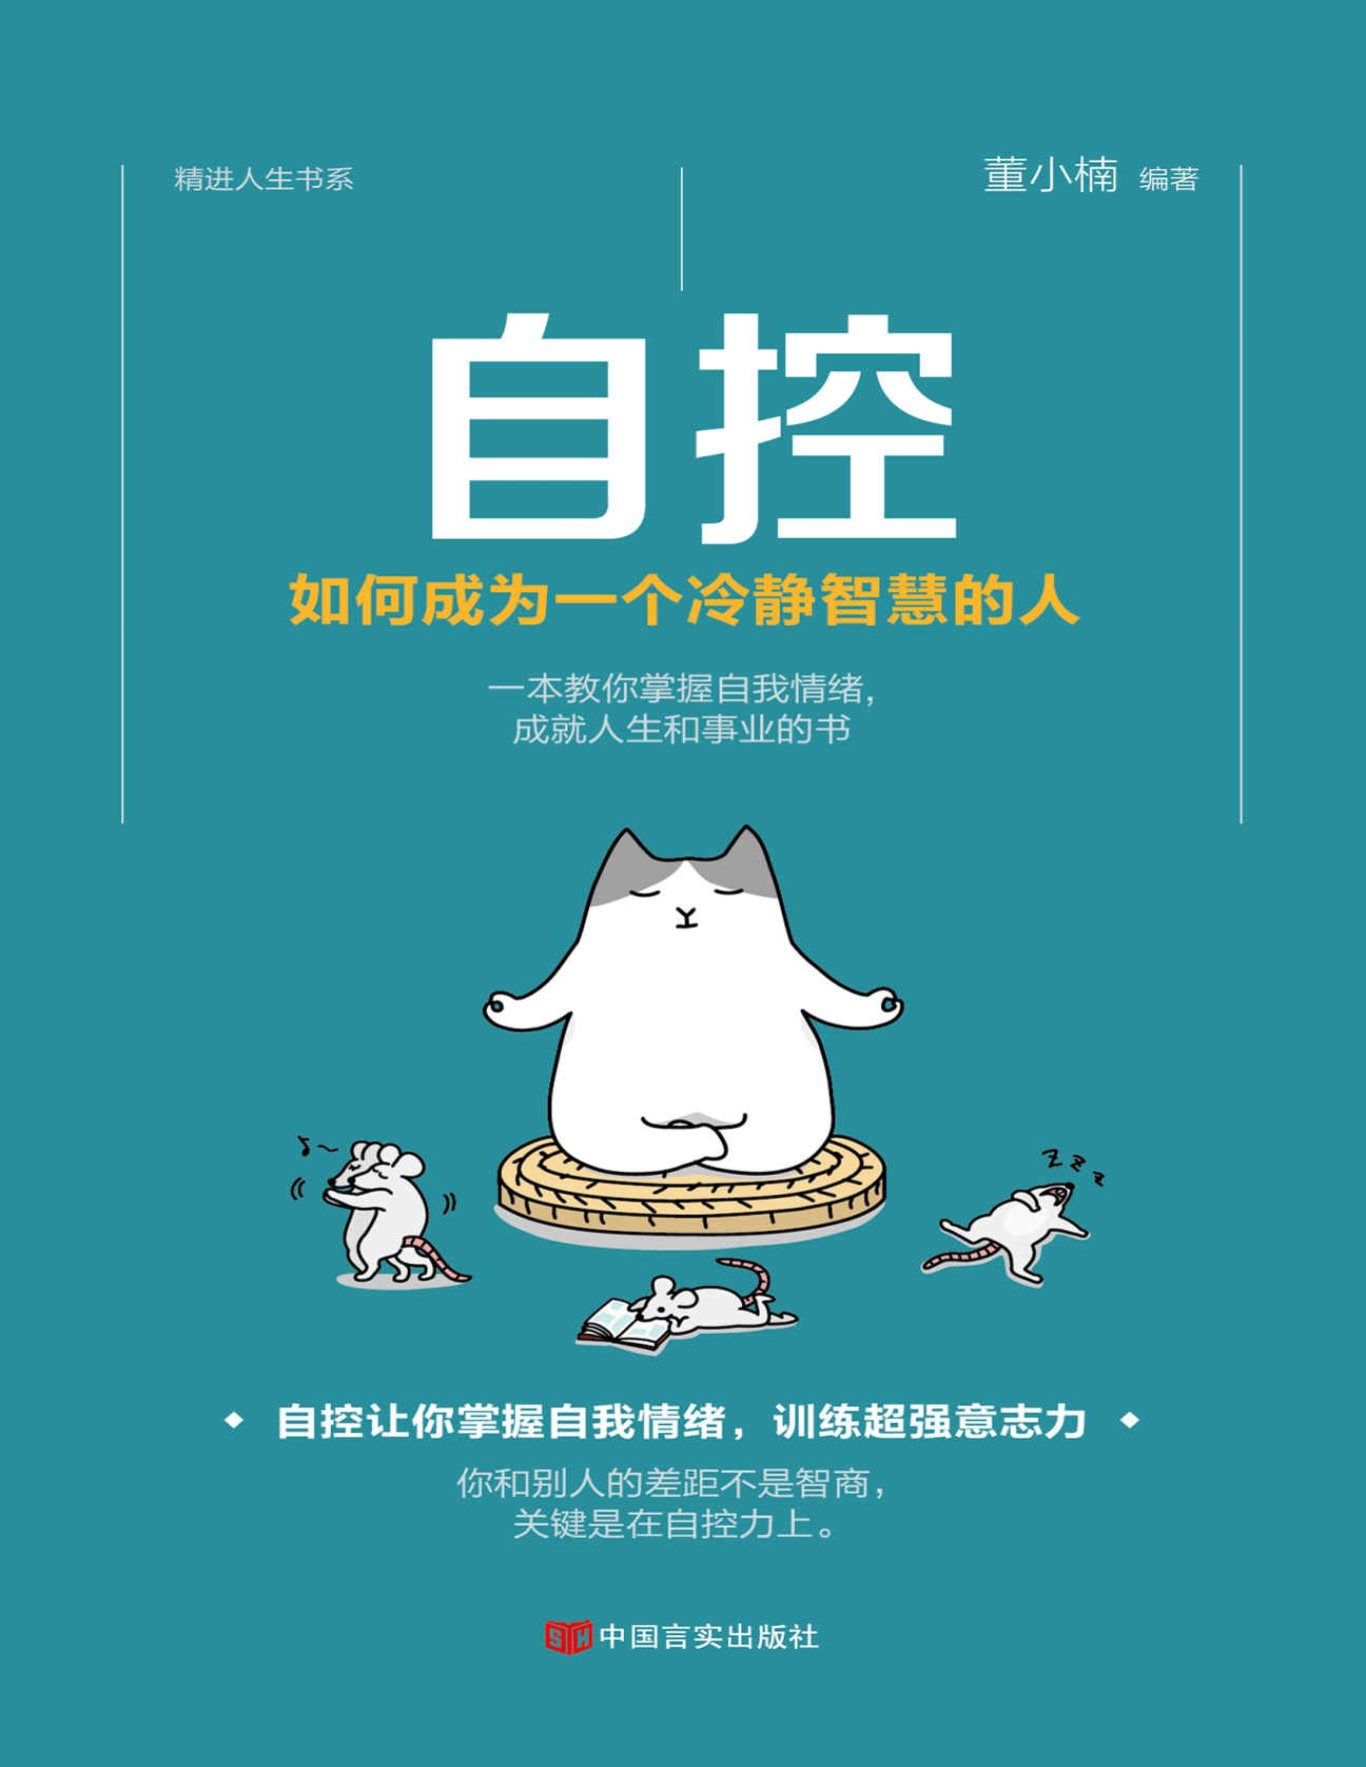 精进人生书系
董小楠 编著
自控
如何成为一个冷静智慧的人
一本教你掌握自我情绪，
成就人生和事业的书
z z z
自控让你掌握自我情绪，训练超强意志力
你和别人的差距不是智商，
关键是在自控力上。
SH 中国言实出版社